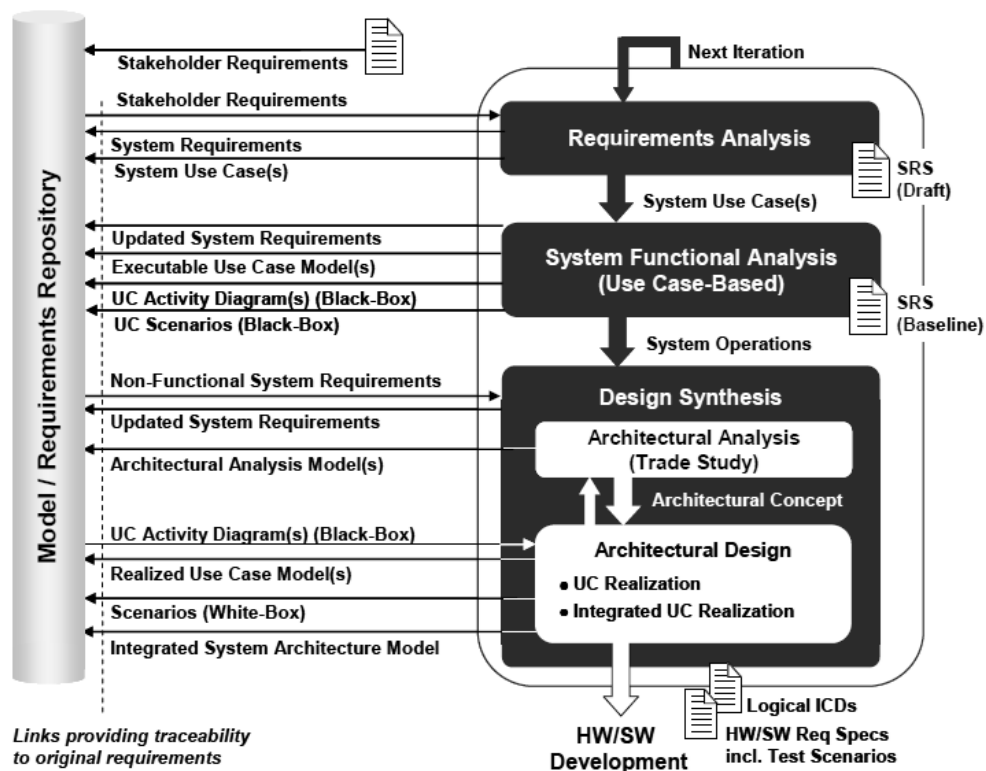 Stakeholder Requirements
Next Iteration
Stakeholder Requirements
Requirements Analysis
System Requirements
System Use Case(s)
SRS
(Draft)
System Use Case(s)
Model / Requirements Repository
Updated System Requirements
Executable Use Case Model(s)
UC Activity Diagram(s) (Black-Box)
UC Scenarios (Black-Box)
System Functional Analysis
(Use Case-Based)
SRS
(Baseline)
System Operations
Non-Functional System Requirements
Updated System Requirements
Architectural Analysis Model(s)
Design Synthesis
Architectural Analysis
(Trade Study)
Architectural Concept
UC Activity Diagram(s) (Black-Box)
Realized Use Case Model(s)
Scenarios (White-Box)
Integrated System Architecture Model
Architectural Design
• UC Realization
• Integrated UC Realization
Links providing traceability
to original requirements
HW/SW
Development
Logical ICDs
HW/SW Req Specs
incl. Test Scenarios